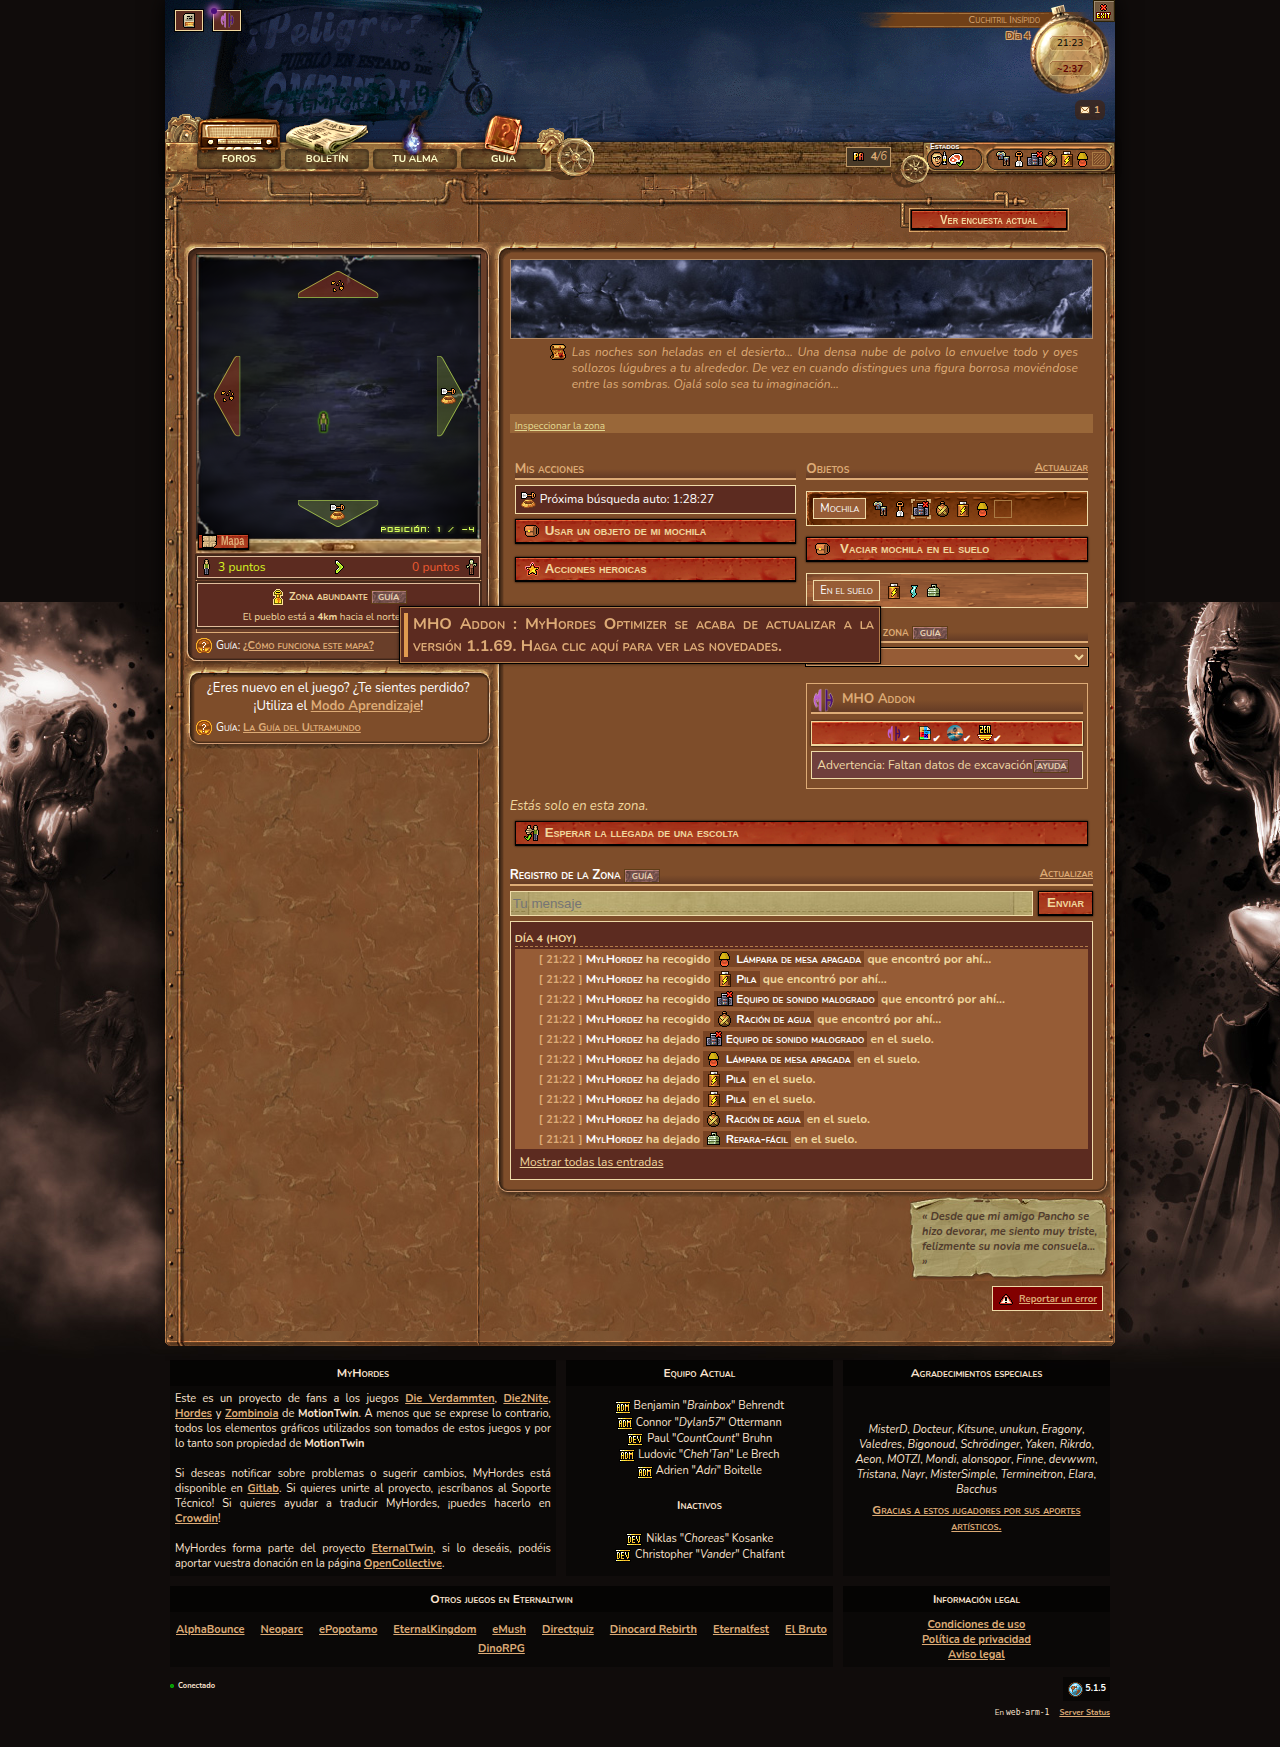 ¡Peligro!
PUEBLO EN ESTADO DE
Cuchitril Insípido
EXIT
Día 4
21:23
~2:37
1
FOROS
BOLETÍN
TU ALMA
GUÍA
PA 4/6
Estados
Ver encuesta actual
Las noches son heladas en el desierto... Una densa nube de polvo lo envuelve todo y oyes
sollozos lúgubres a tu alrededor. De vez en cuando distingues una figura borrosa moviéndose
entre las sombras. Ojalá solo sea tu imaginación...
Inspeccionar la zona
POSICIÓN: 1 / -4
Mapa
3 puntos
0 puntos
Zona abundante GUÍA
El pueblo está a 4km hacia el norte
Guía: ¿Cómo funciona este mapa?
¿Eres nuevo en el juego? ¿Te sientes perdido?
¡Utiliza el Modo Aprendizaje!
Guía: La Guía del Ultramundo
Mis acciones
Próxima búsqueda auto: 1:28:27
Usar un objeto de mi mochila
Acciones heroicas
Objetos
Actualizar
Mochila
Vaciar mochila en el suelo
En el suelo
MHO Addon : MyHordes Optimizer se acaba de actualizar a la
versión 1.1.69. Haga clic aquí para ver las novedades.
zona GUÍA
MHO Addon
Advertencia: Faltan datos de excavación AYUDA
Estás solo en esta zona.
Esperar la llegada de una escolta
Registro de la Zona GUÍA
Actualizar
Tu mensaje
Enviar
DÍA 4 (HOY)
[ 21:22 ] MylHordez ha recogido Lámpara de mesa apagada que encontró por ahí...
[ 21:22 ] MylHordez ha recogido Pila que encontró por ahí...
[ 21:22 ] MylHordez ha recogido Equipo de sonido malogrado que encontró por ahí...
[ 21:22 ] MylHordez ha recogido Ración de agua que encontró por ahí...
[ 21:22 ] MylHordez ha dejado Equipo de sonido malogrado en el suelo.
[ 21:22 ] MylHordez ha dejado Lámpara de mesa apagada en el suelo.
[ 21:22 ] MylHordez ha dejado Pila en el suelo.
[ 21:22 ] MylHordez ha dejado Pila en el suelo.
[ 21:22 ] MylHordez ha dejado Ración de agua en el suelo.
[ 21:21 ] MylHordez ha dejado Repara-fácil en el suelo.
Mostrar todas las entradas
« Desde que mi amigo Pancho se
hizo devorar, me siento muy triste,
felizmente su novia me consuela...
»
Reportar un error
MyHordes
Este es un proyecto de fans a los juegos Die Verdammten, Die2Nite,
Hordes y Zombinoia de MotionTwin. A menos que se exprese lo contrario,
todos los elementos gráficos utilizados son tomados de estos juegos y por
lo tanto son propiedad de MotionTwin
Si deseas notificar sobre problemas o sugerir cambios, MyHordes está
disponible en Gitlab. Si quieres unirte al proyecto, ¡escríbanos al Soporte
Técnico! Si quieres ayudar a traducir MyHordes, ¡puedes hacerlo en
Crowdin!
MyHordes forma parte del proyecto EternalTwin, si lo deseáis, podéis
aportar vuestra donación en la página OpenCollective.
Equipo Actual
ADM Benjamin "Brainbox" Behrendt
ADM Connor "Dylan57" Ottermann
DEV Paul "CountCount" Bruhn
ADM Ludovic "Cheh'Tan" Le Brech
ADM Adrien "Adri" Boitelle
Inactivos
DEV Niklas "Choreas" Kosanke
DEV Christopher "Vander" Chalfant
Agradecimientos especiales
MisterD, Docteur, Kitsune, unukun, Eragony,
Valedres, Bigonoud, Schrödinger, Yaken, Rikrdo,
Aeon, MOTZI, Mondi, alonsopor, Finne, devwwm,
Tristana, Nayr, MisterSimple, Termineitron, Elara,
Bacchus
Gracias a estos jugadores por sus aportes
artísticos.
Otros juegos en Eternaltwin
AlphaBounce Neoparc ePopotamo EternalKingdom eMush Directquiz Dinocard Rebirth Eternalfest El Bruto
DinoRPG
Información legal
Condiciones de uso
Política de privacidad
Aviso legal
Conectado
5.1.5
En web-arm-1 Server Status